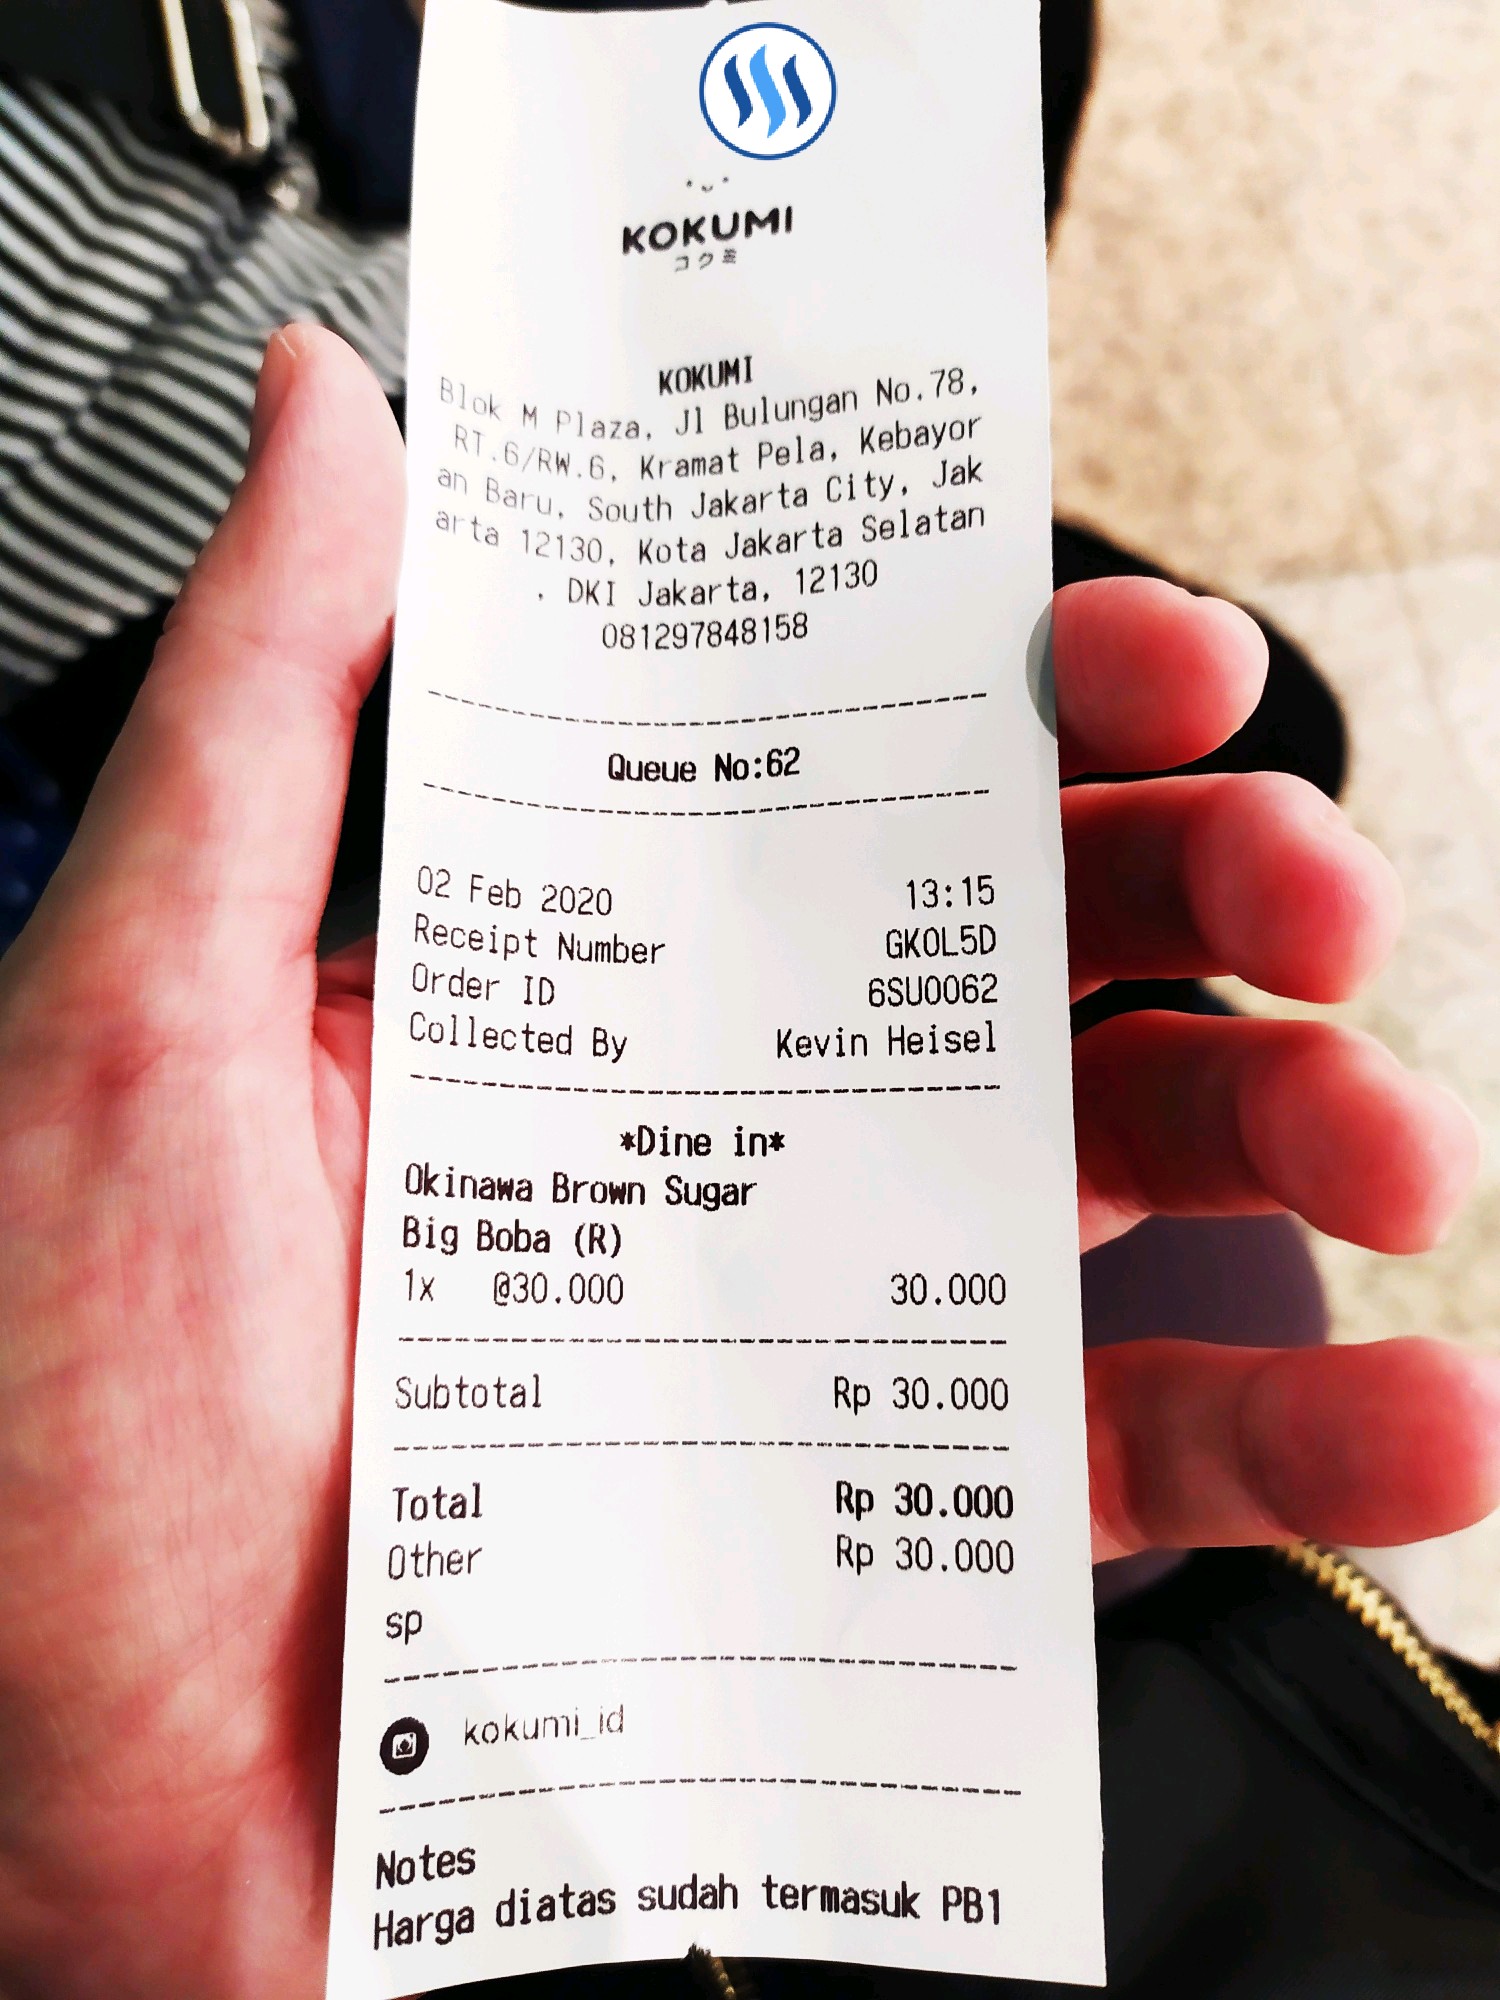 KOKUMI
コクミ
KOKUMI
Blok M Plaza, Jl Bulungan No.78,
RT.6/RW.6, Kramat Pela, Kebayor
an Baru, South Jakarta City, Jak
arta 12130, Kota Jakarta Selatan
, DKI Jakarta, 12130
081297848158
Queue No:62
02 Feb 2020 13:15
Receipt Number GK0L5D
Order ID 6SU0062
Collected By Kevin Heisel
*Dine in*
Okinawa Brown Sugar
Big Boba (R)
1x @30.000 30.000
Subtotal Rp 30.000
Total Rp 30.000
Other Rp 30.000
sp
kokumi_id
Notes
Harga diatas sudah termasuk PB1